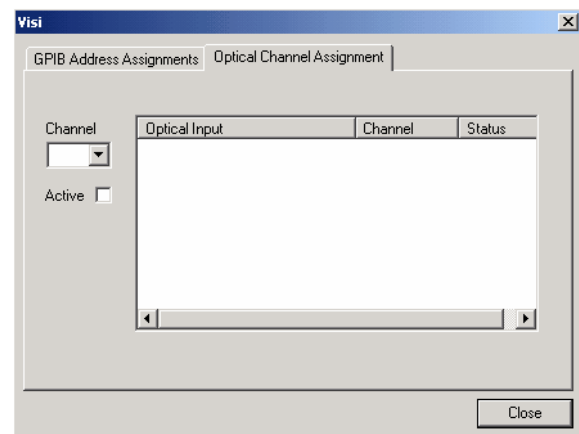 Visi
GPIB Address Assignments
Optical Channel Assignment
Channel
Optical Input
Channel
Status
Active
Close